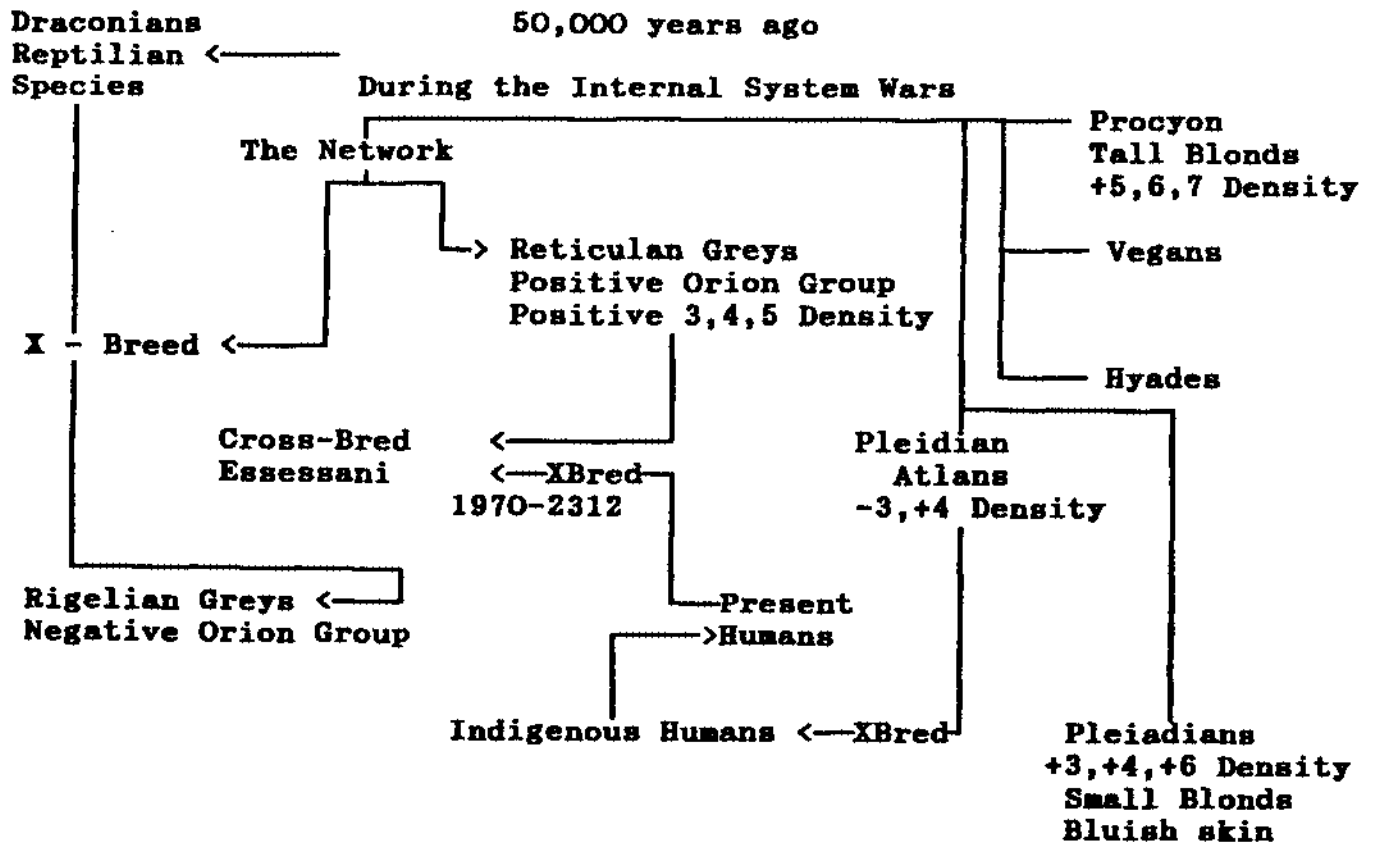 Draconians
Reptilian <
Species
50,000 years ago
During the Internal System Wars
The Network
Procyon
Tall Blonds
+5,6,7 Density
> Reticulan Greys
Positive Orion Group
Positive 3,4,5 Density
Vegans
X - Breed <
Hyades
Cross-Bred <
Essessani <—XBred
1970-2312
Pleidian
Atlans
-3,+4 Density
Rigelian Greys <
Negative Orion Group
Present
>Humans
Indigenous Humans <—XBred
Pleiadians
+3,+4,+6 Density
Small Blonds
Bluish skin